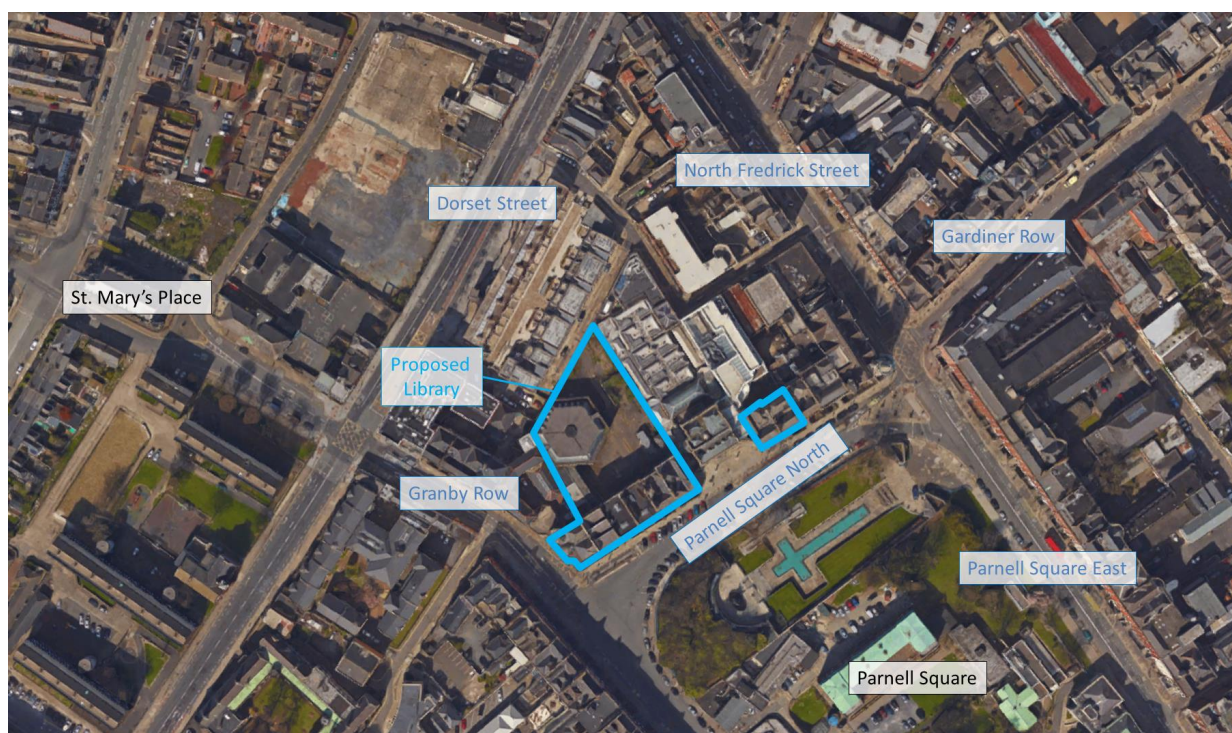 North Fredrick Street
Dorset Street
Gardiner Row
St. Mary's Place
Proposed
Library
Granby Row
Parnell Square North
Parnell Square East
Parnell Square